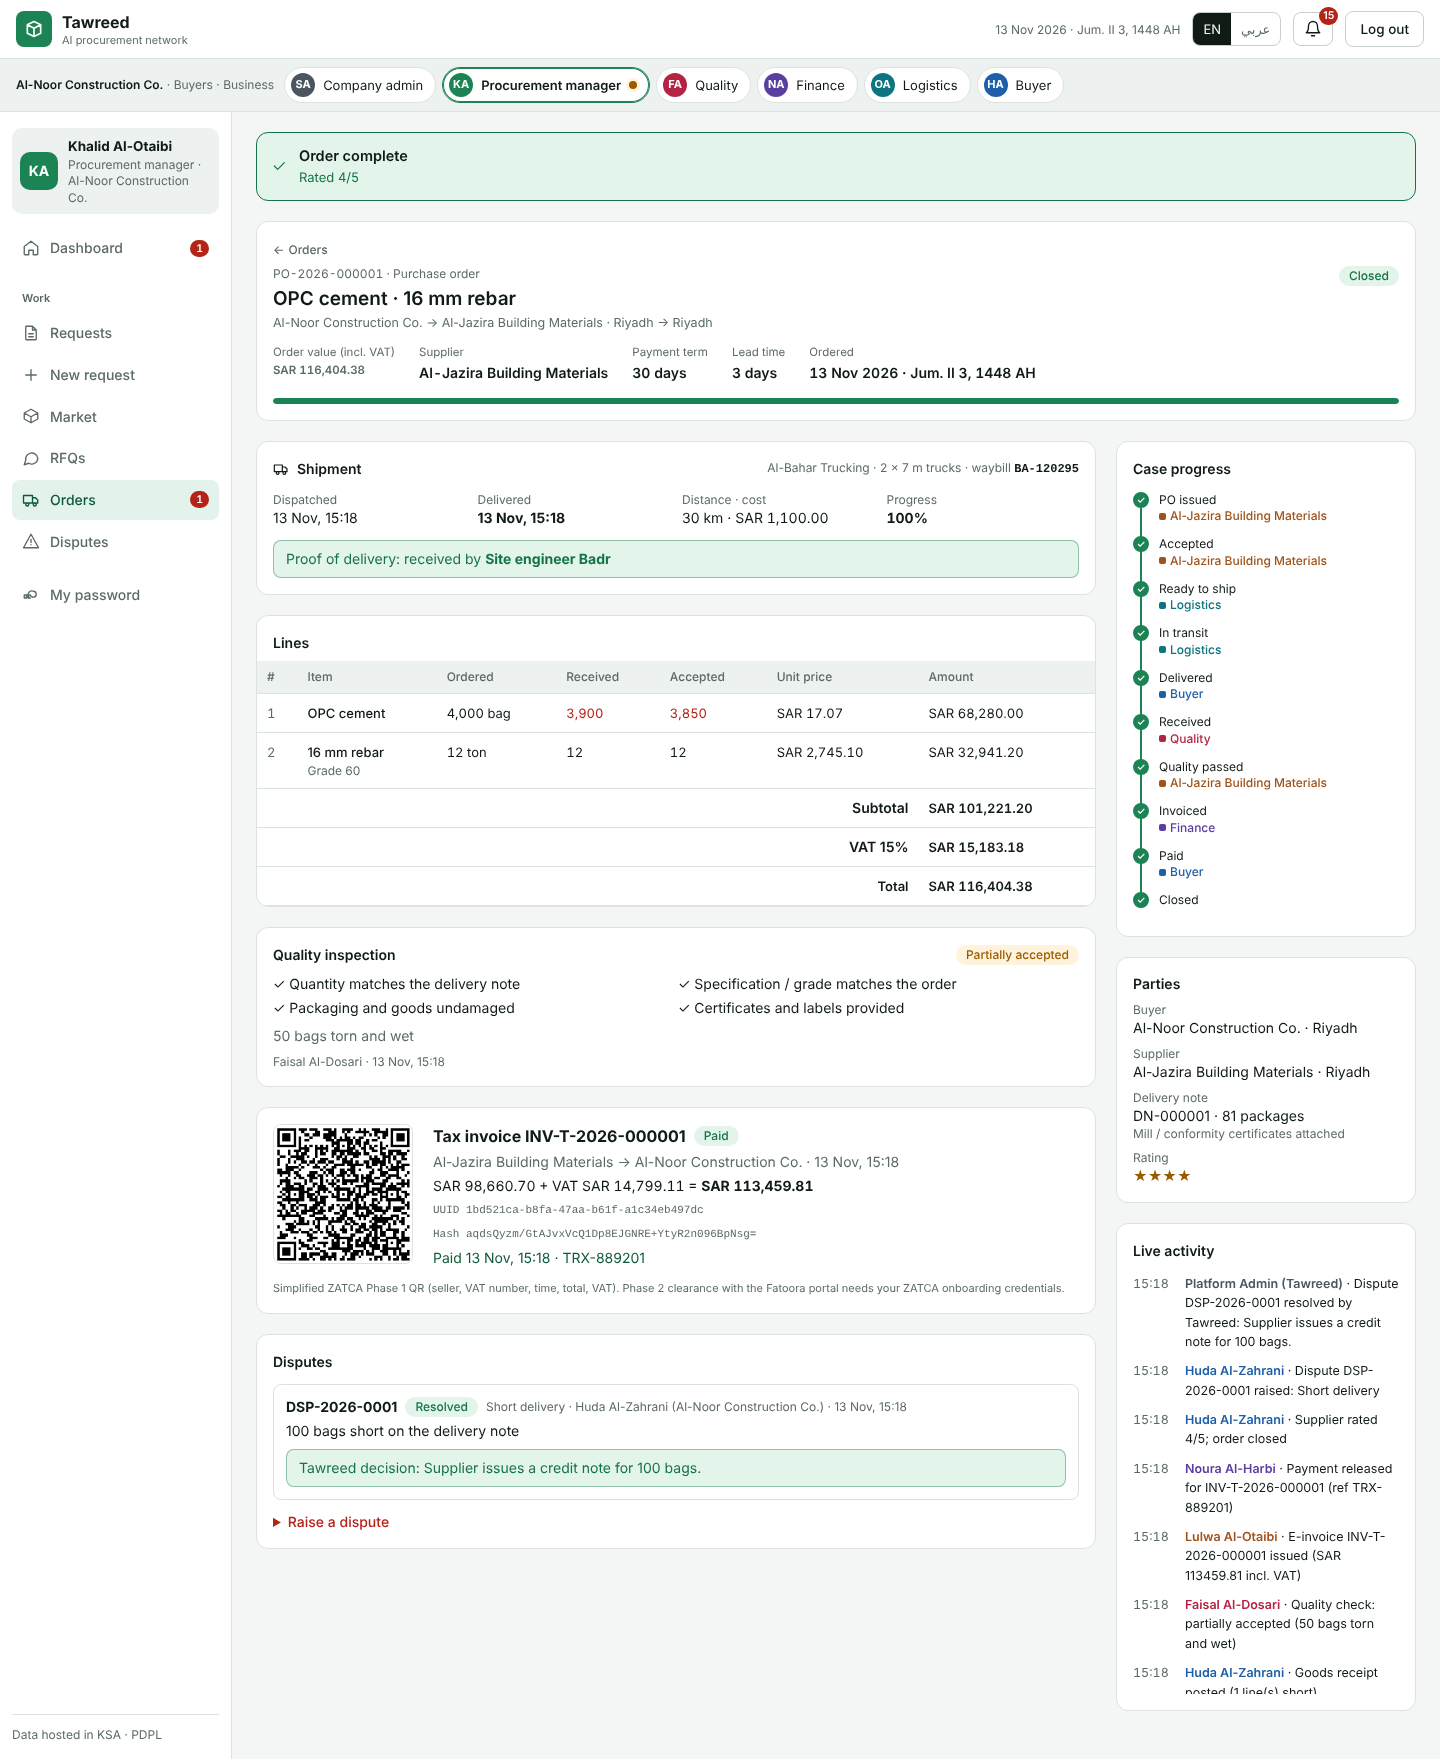 Tawreed
AI procurement network
13 Nov 2026 · Jum. II 3, 1448 AH
EN
عربي
15
Log out
Al-Noor Construction Co. · Buyers · Business
SA Company admin
KA Procurement manager
FA Quality
NA Finance
OA Logistics
HA Buyer
KA
Khalid Al-Otaibi
Procurement manager ·
Al-Noor Construction
Co.
Dashboard 1
Work
Requests
New request
Market
RFQs
Orders 1
Disputes
My password
Data hosted in KSA · PDPL
Order complete
Rated 4/5
← Orders
PO-2026-000001 · Purchase order
Closed
OPC cement · 16 mm rebar
Al-Noor Construction Co. → Al-Jazira Building Materials · Riyadh → Riyadh
Order value (incl. VAT) Supplier Payment term Lead time Ordered
SAR 116,404.38 Al-Jazira Building Materials 30 days 3 days 13 Nov 2026 · Jum. II 3, 1448 AH
Shipment
Al-Bahar Trucking · 2 × 7 m trucks · waybill BA-120295
Dispatched Delivered Distance · cost Progress
13 Nov, 15:18 13 Nov, 15:18 30 km · SAR 1,100.00 100%
Proof of delivery: received by Site engineer Badr
Lines
# Item Ordered Received Accepted Unit price Amount
1 OPC cement 4,000 bag 3,900 3,850 SAR 17.07 SAR 68,280.00
2 16 mm rebar 12 ton 12 12 SAR 2,745.10 SAR 32,941.20
Grade 60
Subtotal SAR 101,221.20
VAT 15% SAR 15,183.18
Total SAR 116,404.38
Quality inspection
Partially accepted
✓ Quantity matches the delivery note ✓ Specification / grade matches the order
✓ Packaging and goods undamaged ✓ Certificates and labels provided
50 bags torn and wet
Faisal Al-Dosari · 13 Nov, 15:18
Tax invoice INV-T-2026-000001 Paid
Al-Jazira Building Materials → Al-Noor Construction Co. · 13 Nov, 15:18
SAR 98,660.70 + VAT SAR 14,799.11 = SAR 113,459.81
UUID 1bd521ca-b8fa-47aa-b61f-a1c34eb497dc
Hash aqdsQyzm/GtAJvxVcQ1Dp8EJGNRE+YtyR2n096BpNsg=
Paid 13 Nov, 15:18 · TRX-889201
Simplified ZATCA Phase 1 QR (seller, VAT number, time, total, VAT). Phase 2 clearance with the Fatoora portal needs your ZATCA onboarding credentials.
Disputes
DSP-2026-0001 Resolved Short delivery · Huda Al-Zahrani (Al-Noor Construction Co.) · 13 Nov, 15:18
100 bags short on the delivery note
Tawreed decision: Supplier issues a credit note for 100 bags.
▶ Raise a dispute
Case progress
PO issued
Al-Jazira Building Materials
Accepted
Al-Jazira Building Materials
Ready to ship
Logistics
In transit
Logistics
Delivered
Buyer
Received
Quality
Quality passed
Al-Jazira Building Materials
Invoiced
Finance
Paid
Buyer
Closed
Parties
Buyer
Al-Noor Construction Co. · Riyadh
Supplier
Al-Jazira Building Materials · Riyadh
Delivery note
DN-000001 · 81 packages
Mill / conformity certificates attached
Rating
★★★★
Live activity
15:18 Platform Admin (Tawreed) · Dispute
DSP-2026-0001 resolved by
Tawreed: Supplier issues a credit
note for 100 bags.
15:18 Huda Al-Zahrani · Dispute DSP-
2026-0001 raised: Short delivery
15:18 Huda Al-Zahrani · Supplier rated
4/5; order closed
15:18 Noura Al-Harbi · Payment released
for INV-T-2026-000001 (ref TRX-
889201)
15:18 Lulwa Al-Otaibi · E-invoice INV-T-
2026-000001 issued (SAR
113459.81 incl. VAT)
15:18 Faisal Al-Dosari · Quality check:
partially accepted (50 bags torn
and wet)
15:18 Huda Al-Zahrani · Goods receipt
posted (1 line(s) short)